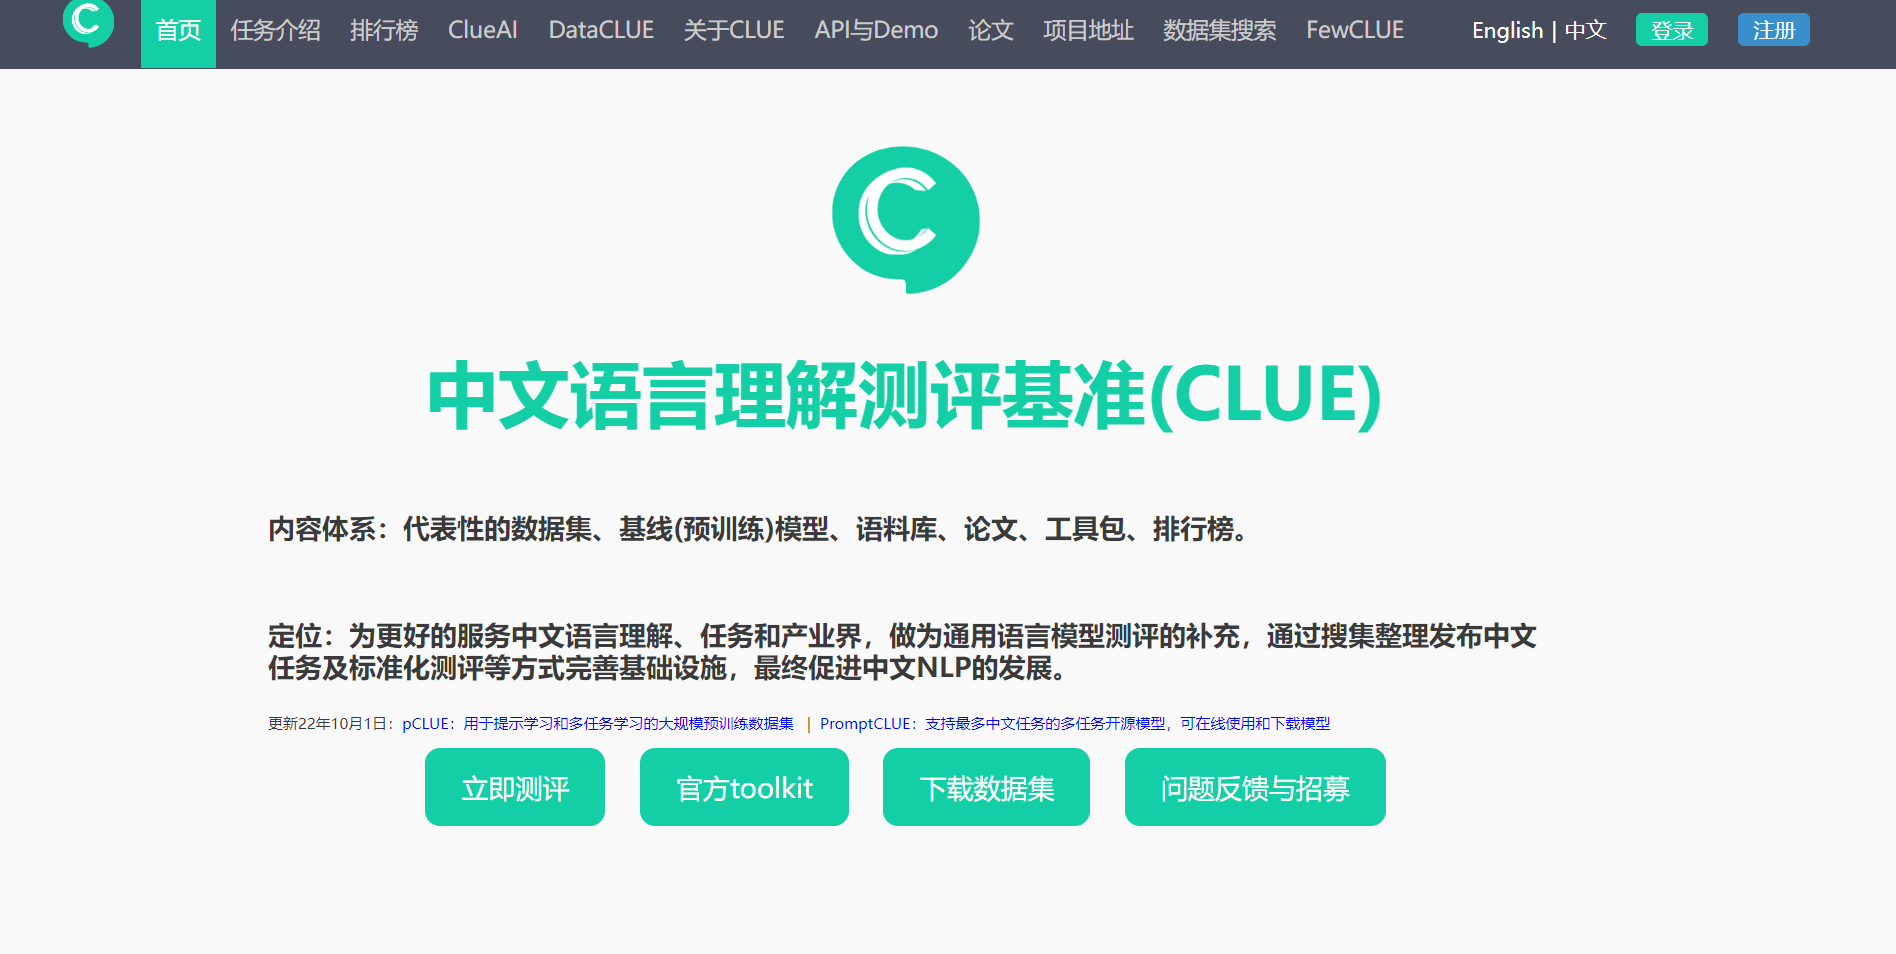 首页 任务介绍 排行榜 ClueAI DataCLUE 关于CLUE API与Demo 论文 项目地址 数据集搜索 FewCLUE English | 中文 登录 注册
中文语言理解测评基准(CLUE)
内容体系：代表性的数据集、基线(预训练)模型、语料库、论文、工具包、排行榜。
定位：为更好的服务中文语言理解、任务和产业界，做为通用语言模型测评的补充，通过搜集整理发布中文
任务及标准化测评等方式完善基础设施，最终促进中文NLP的发展。
更新22年10月1日：pCLUE：用于提示学习和多任务学习的大规模预训练数据集 | PromptCLUE：支持最多中文任务的多任务开源模型，可在线使用和下载模型
立即测评 官方toolkit 下载数据集 问题反馈与招募